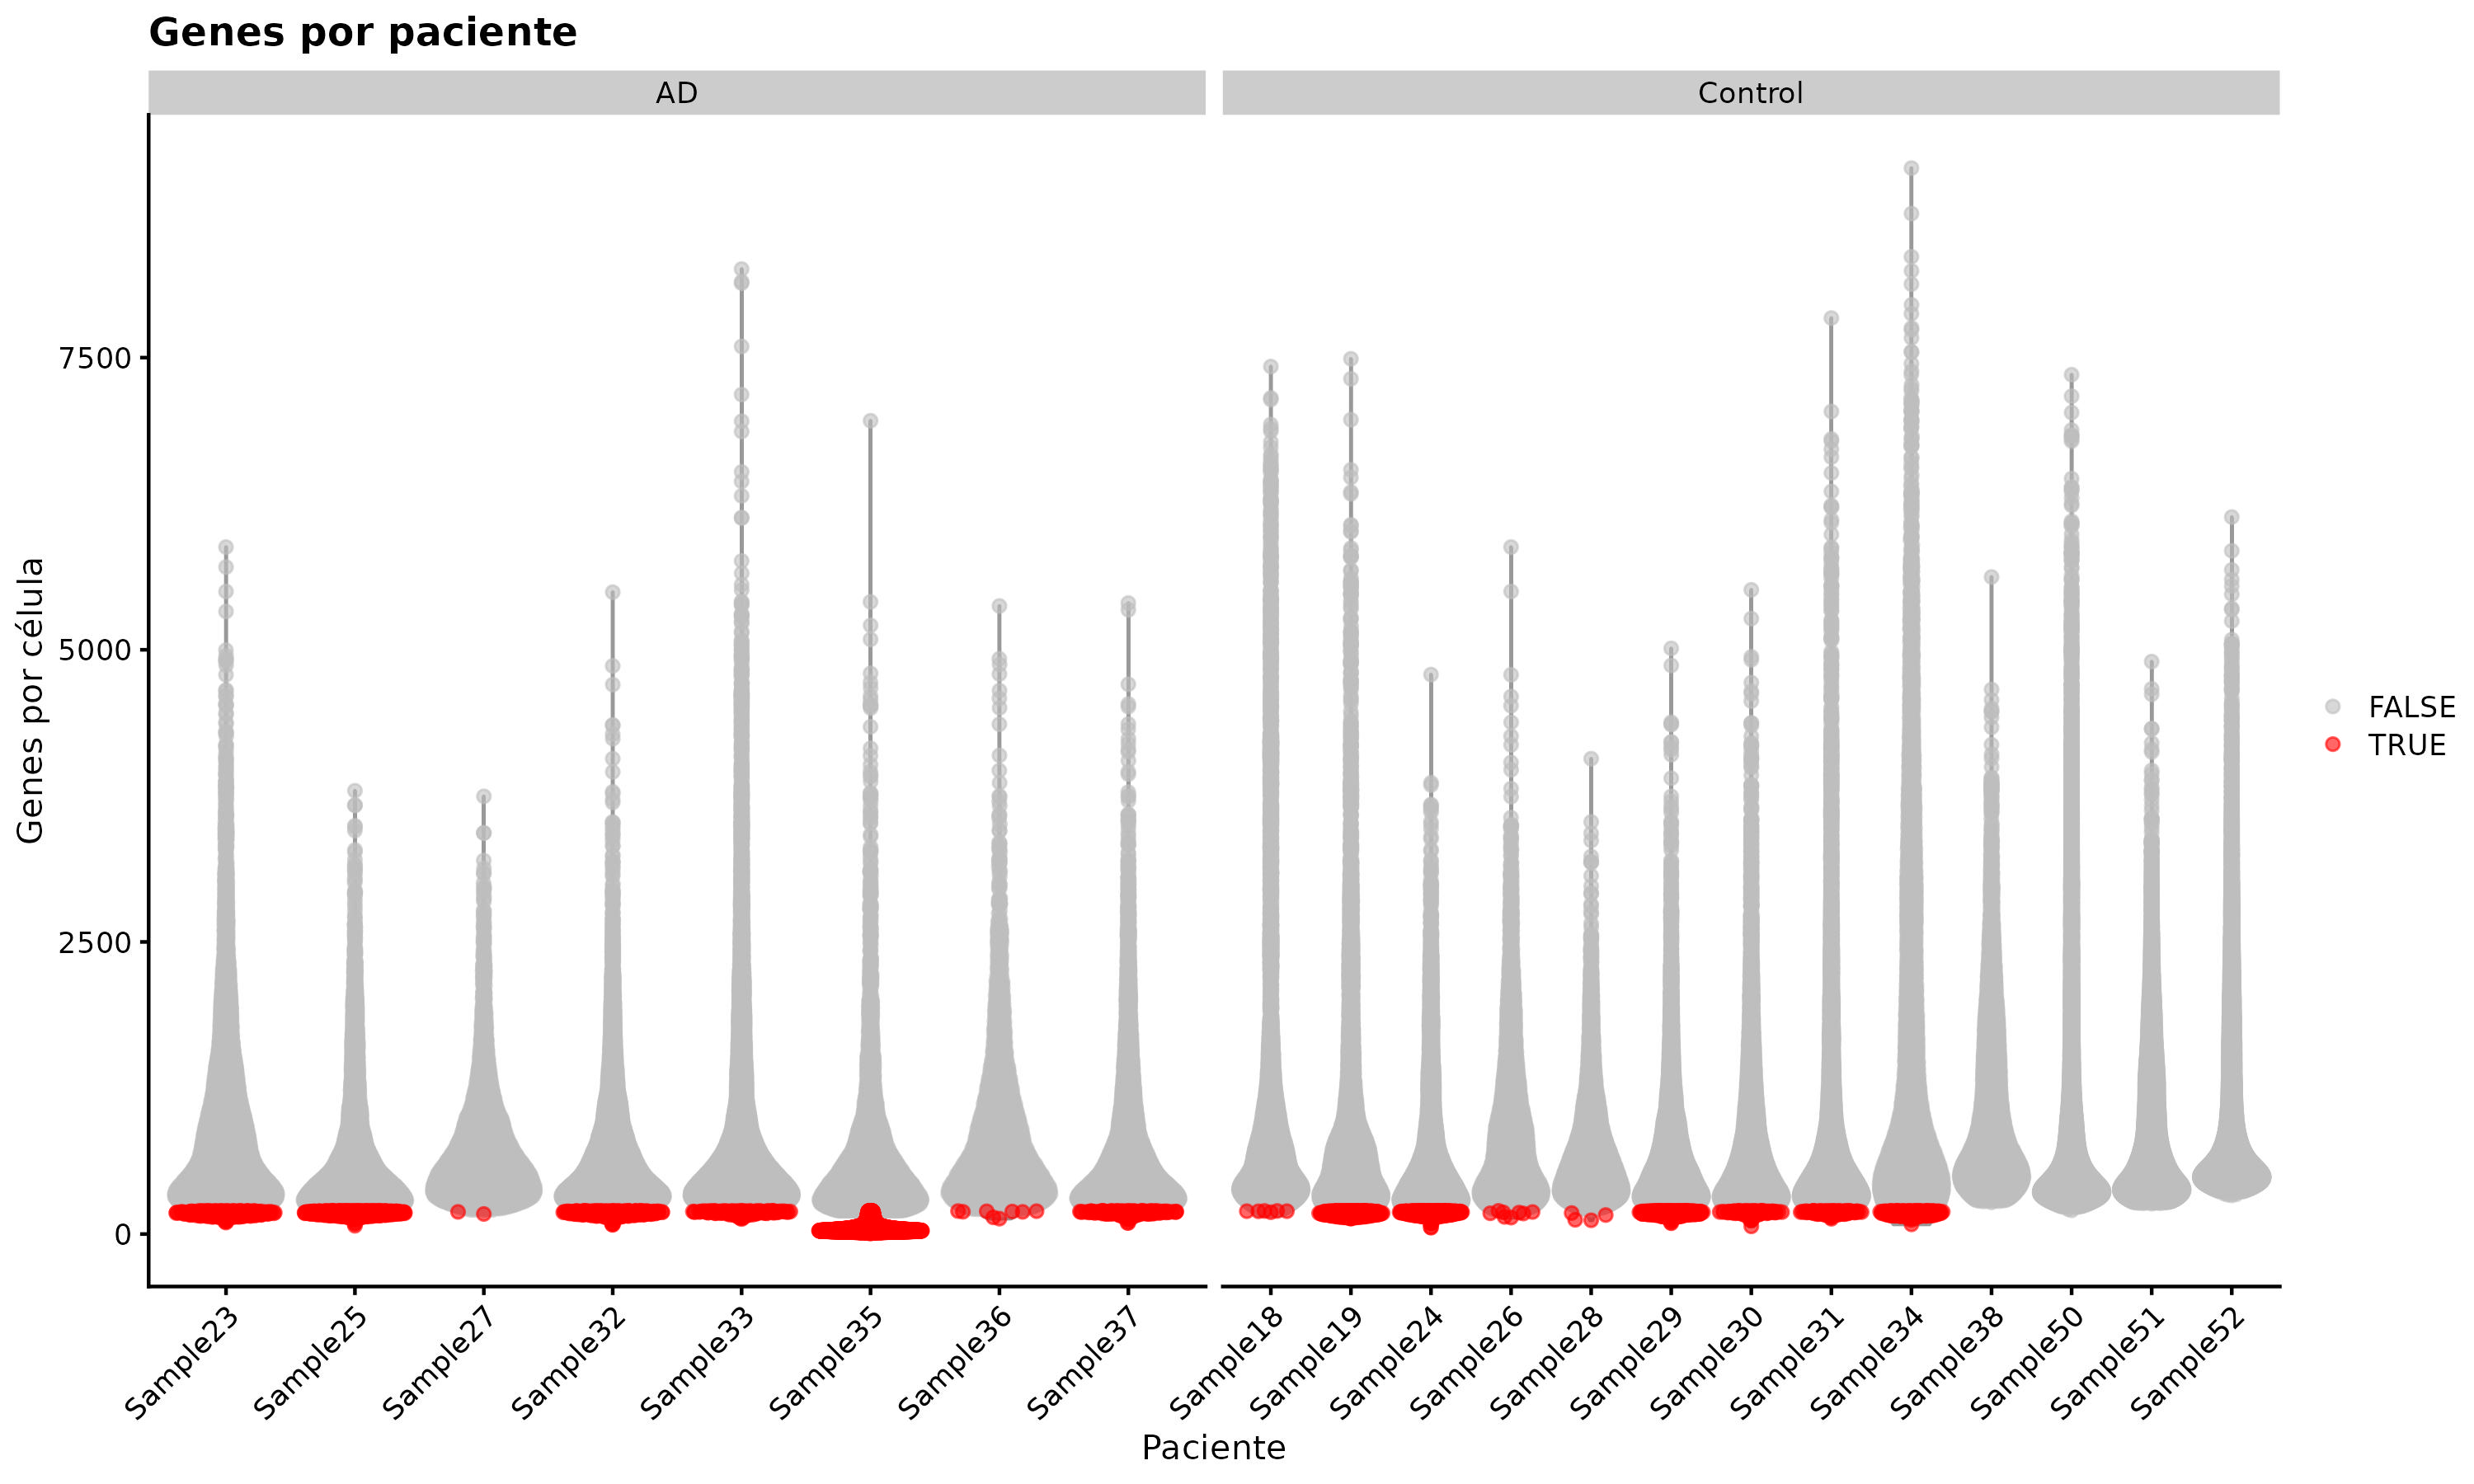 Genes por paciente
AD
Control
Genes por célula
7500
5000
2500
0
FALSE
TRUE
Sample23
Sample25
Sample27
Sample32
Sample33
Sample35
Sample36
Sample37
Sample18
Sample19
Sample24
Sample26
Sample28
Sample29
Sample30
Sample31
Sample34
Sample38
Sample50
Sample51
Sample52
Paciente